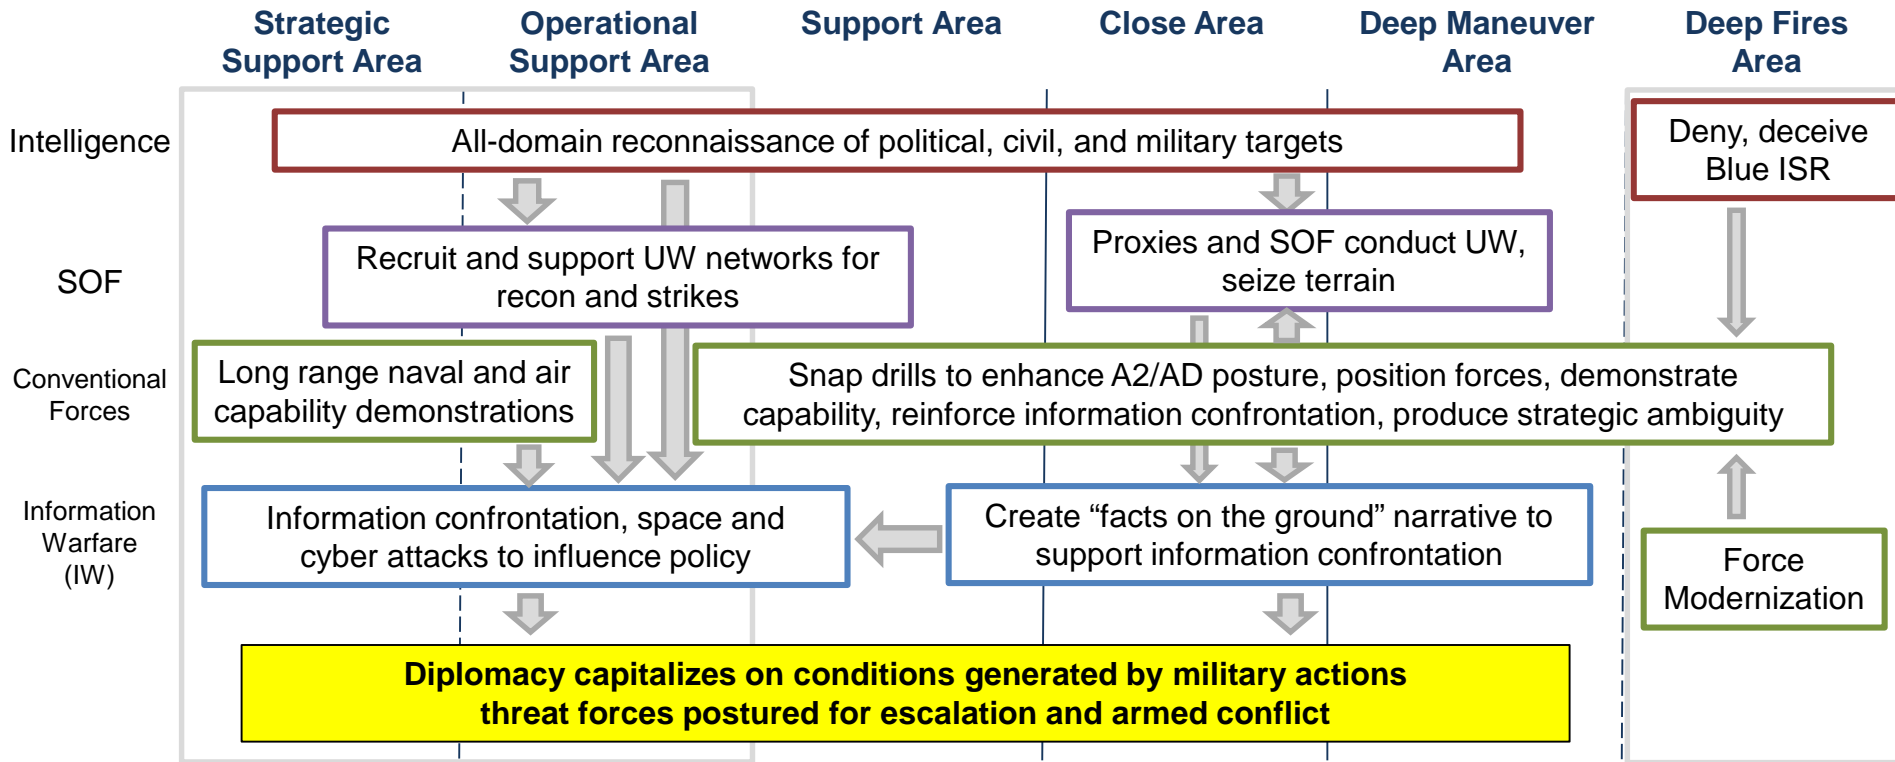 Strategic
Support Area
Operational
Support Area
Support Area
Close Area
Deep Maneuver
Area
Deep Fires
Area
Intelligence
All-domain reconnaissance of political, civil, and military targets
Deny, deceive
Blue ISR
SOF
Recruit and support UW networks for
recon and strikes
Proxies and SOF conduct UW,
seize terrain
Conventional
Forces
Long range naval and air
capability demonstrations
Snap drills to enhance A2/AD posture, position forces, demonstrate
capability, reinforce information confrontation, produce strategic ambiguity
Information
Warfare
(IW)
Information confrontation, space and
cyber attacks to influence policy
Create “facts on the ground” narrative to
support information confrontation
Force
Modernization
Diplomacy capitalizes on conditions generated by military actions
threat forces postured for escalation and armed conflict